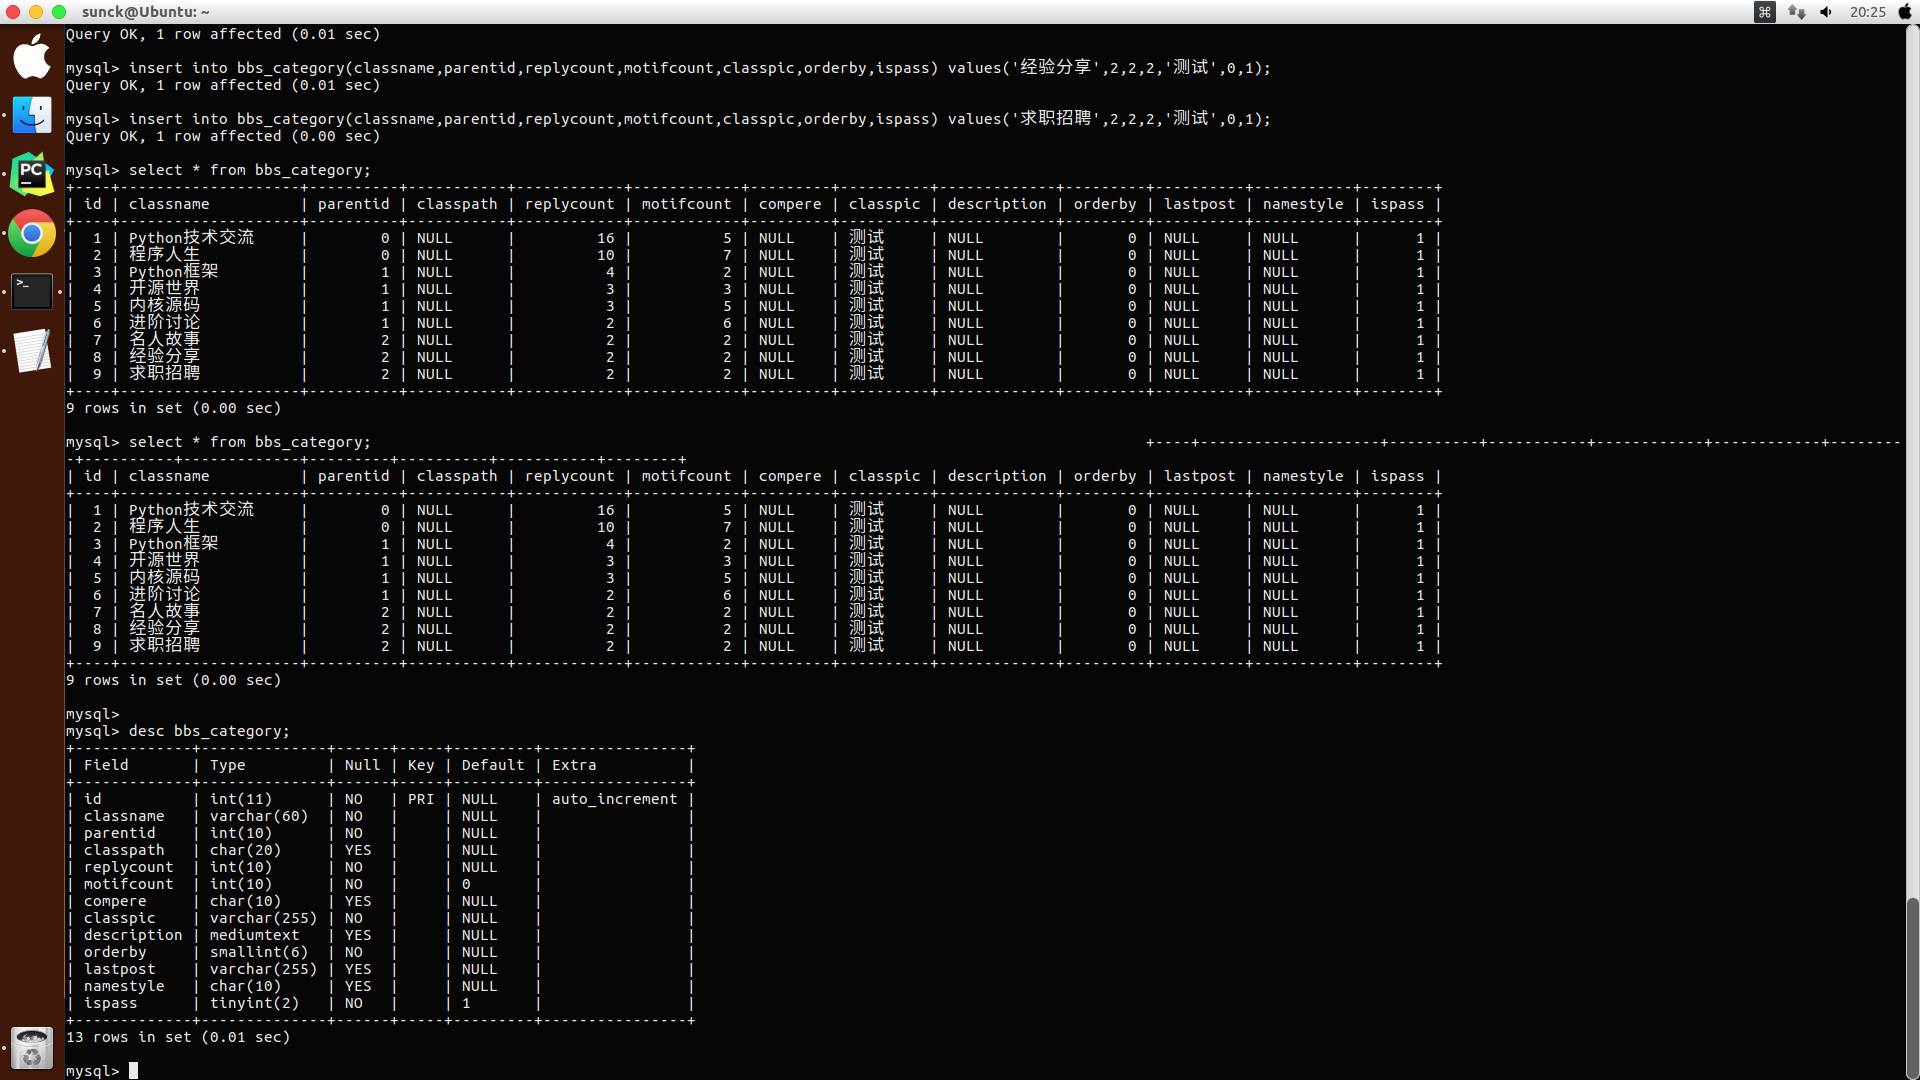 sunck@Ubuntu: ~
20:25
Query OK, 1 row affected (0.01 sec)
mysql> insert into bbs_category(classname,parentid,replycount,motifcount,classpic,orderby,ispass) values('经验分享',2,2,2,'测试',0,1);
Query OK, 1 row affected (0.01 sec)
mysql> insert into bbs_category(classname,parentid,replycount,motifcount,classpic,orderby,ispass) values('求职招聘',2,2,2,'测试',0,1);
Query OK, 1 row affected (0.00 sec)
mysql> select * from bbs_category;
+----+--------------------+----------+-----------+------------+------------+---------+----------+-------------+---------+----------+-----------+--------+
| id | classname          | parentid | classpath | replycount | motifcount | compere | classpic | description | orderby | lastpost | namestyle | ispass |
+----+--------------------+----------+-----------+------------+------------+---------+----------+-------------+---------+----------+-----------+--------+
|  1 | Python技术交流     |        0 | NULL      |         16 |          5 | NULL    | 测试     | NULL        |       0 | NULL     | NULL      |      1 |
|  2 | 程序人生           |        0 | NULL      |         10 |          7 | NULL    | 测试     | NULL        |       0 | NULL     | NULL      |      1 |
|  3 | Python框架         |        1 | NULL      |          4 |          2 | NULL    | 测试     | NULL        |       0 | NULL     | NULL      |      1 |
|  4 | 开源世界           |        1 | NULL      |          3 |          3 | NULL    | 测试     | NULL        |       0 | NULL     | NULL      |      1 |
|  5 | 内核源码           |        1 | NULL      |          3 |          5 | NULL    | 测试     | NULL        |       0 | NULL     | NULL      |      1 |
|  6 | 进阶讨论           |        1 | NULL      |          2 |          6 | NULL    | 测试     | NULL        |       0 | NULL     | NULL      |      1 |
|  7 | 名人故事           |        2 | NULL      |          2 |          2 | NULL    | 测试     | NULL        |       0 | NULL     | NULL      |      1 |
|  8 | 经验分享           |        2 | NULL      |          2 |          2 | NULL    | 测试     | NULL        |       0 | NULL     | NULL      |      1 |
|  9 | 求职招聘           |        2 | NULL      |          2 |          2 | NULL    | 测试     | NULL        |       0 | NULL     | NULL      |      1 |
+----+--------------------+----------+-----------+------------+------------+---------+----------+-------------+---------+----------+-----------+--------+
9 rows in set (0.00 sec)
mysql> select * from bbs_category; +----+--------------------+----------+-----------+------------+------------+--------
-+----------+-------------+---------+----------+-----------+--------+
| id | classname          | parentid | classpath | replycount | motifcount | compere | classpic | description | orderby | lastpost | namestyle | ispass |
+----+--------------------+----------+-----------+------------+------------+---------+----------+-------------+---------+----------+-----------+--------+
|  1 | Python技术交流     |        0 | NULL      |         16 |          5 | NULL    | 测试     | NULL        |       0 | NULL     | NULL      |      1 |
|  2 | 程序人生           |        0 | NULL      |         10 |          7 | NULL    | 测试     | NULL        |       0 | NULL     | NULL      |      1 |
|  3 | Python框架         |        1 | NULL      |          4 |          2 | NULL    | 测试     | NULL        |       0 | NULL     | NULL      |      1 |
|  4 | 开源世界           |        1 | NULL      |          3 |          3 | NULL    | 测试     | NULL        |       0 | NULL     | NULL      |      1 |
|  5 | 内核源码           |        1 | NULL      |          3 |          5 | NULL    | 测试     | NULL        |       0 | NULL     | NULL      |      1 |
|  6 | 进阶讨论           |        1 | NULL      |          2 |          6 | NULL    | 测试     | NULL        |       0 | NULL     | NULL      |      1 |
|  7 | 名人故事           |        2 | NULL      |          2 |          2 | NULL    | 测试     | NULL        |       0 | NULL     | NULL      |      1 |
|  8 | 经验分享           |        2 | NULL      |          2 |          2 | NULL    | 测试     | NULL        |       0 | NULL     | NULL      |      1 |
|  9 | 求职招聘           |        2 | NULL      |          2 |          2 | NULL    | 测试     | NULL        |       0 | NULL     | NULL      |      1 |
+----+--------------------+----------+-----------+------------+------------+---------+----------+-------------+---------+----------+-----------+--------+
9 rows in set (0.00 sec)
mysql>
mysql> desc bbs_category;
+-------------+--------------+------+-----+---------+----------------+
| Field       | Type         | Null | Key | Default | Extra          |
+-------------+--------------+------+-----+---------+----------------+
| id          | int(11)      | NO   | PRI | NULL    | auto_increment |
| classname   | varchar(60)  | NO   |     | NULL    |                |
| parentid    | int(10)      | NO   |     | NULL    |                |
| classpath   | char(20)     | YES  |     | NULL    |                |
| replycount  | int(10)      | NO   |     | NULL    |                |
| motifcount  | int(10)      | NO   |     | 0       |                |
| compere     | char(10)     | YES  |     | NULL    |                |
| classpic    | varchar(255) | NO   |     | NULL    |                |
| description | mediumtext   | YES  |     | NULL    |                |
| orderby     | smallint(6)  | NO   |     | NULL    |                |
| lastpost    | varchar(255) | YES  |     | NULL    |                |
| namestyle   | char(10)     | YES  |     | NULL    |                |
| ispass      | tinyint(2)   | NO   |     | 1       |                |
+-------------+--------------+------+-----+---------+----------------+
13 rows in set (0.01 sec)
mysql>
PC
>_